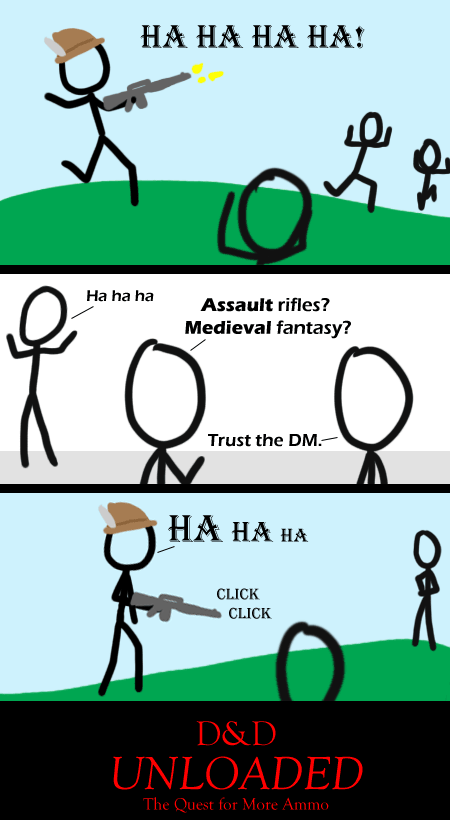 HA HA HA HA!
Ha ha ha
Assault rifles?
Medieval fantasy?
Trust the DM.
HA HA HA
CLICK
CLICK
D&D
UNLOADED
The Quest for More Ammo